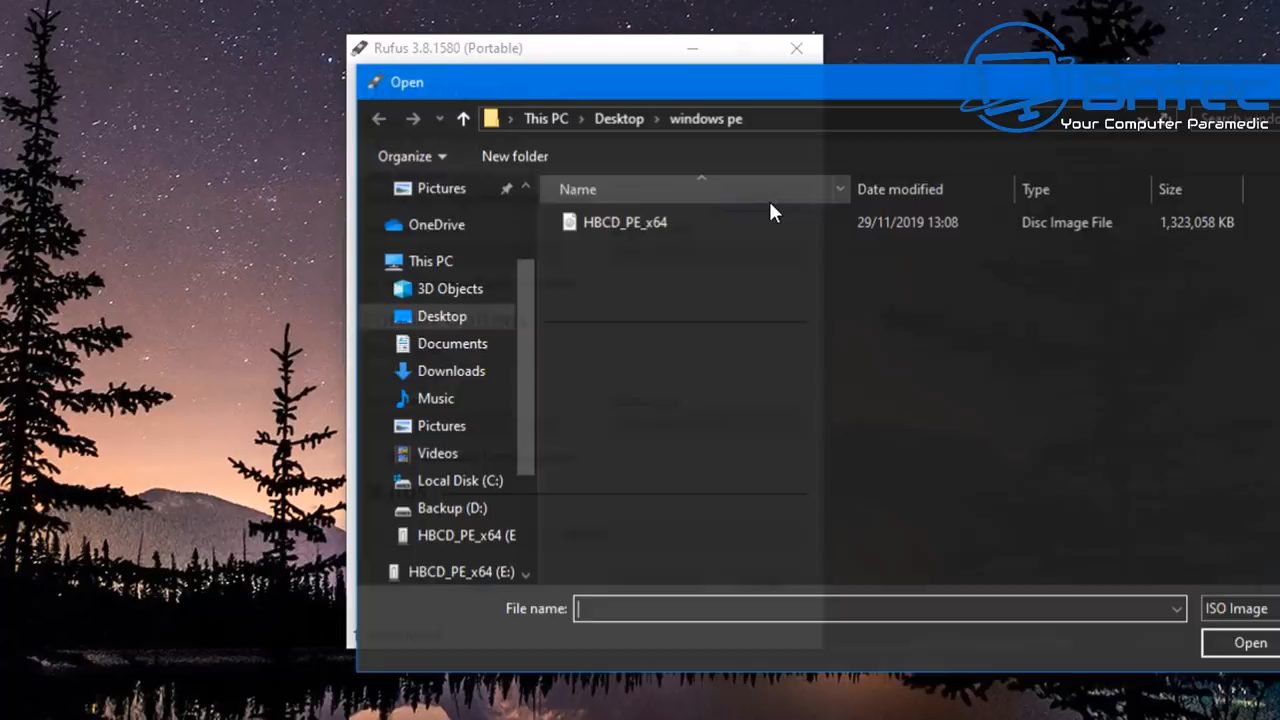 Rufus 3.8.1580 (Portable)
Open
BRITEC
Your Computer Paramedic
This PC > Desktop > windows pe
Organize
New folder
Name
Date modified
Type
Size
HBCD_PE_x64
29/11/2019 13:08
Disc Image File
1,323,058 KB
Pictures
OneDrive
This PC
3D Objects
Desktop
Documents
Downloads
Music
Pictures
Videos
Local Disk (C:)
Backup (D:)
HBCD_PE_x64 (E
HBCD_PE_x64 (E:)
File name:
ISO Image
Open